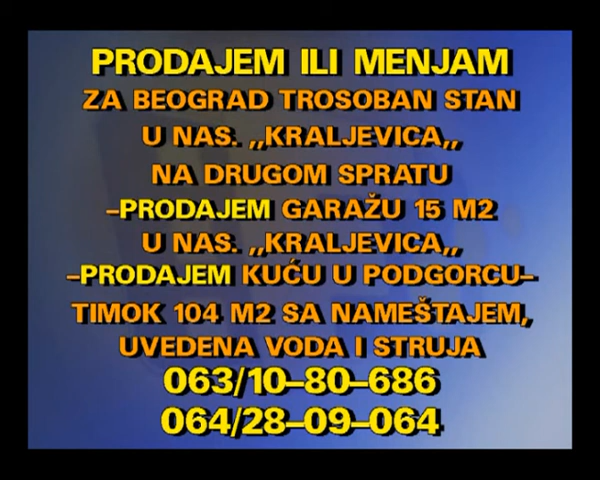 PRODAJEM ILI MENJAM
ZA BEOGRAD TROSOBAN STAN
U NAS. ,,KRALJEVICA,,
NA DRUGOM SPRATU
–PRODAJEM GARAŽU 15 M2
U NAS. ,,KRALJEVICA,,
–PRODAJEM KUĆU U PODGORCU–
TIMOK 104 M2 SA NAMEŠTAJEM,
UVEDENA VODA I STRUJA
063/10–80–686
064/28–09–064